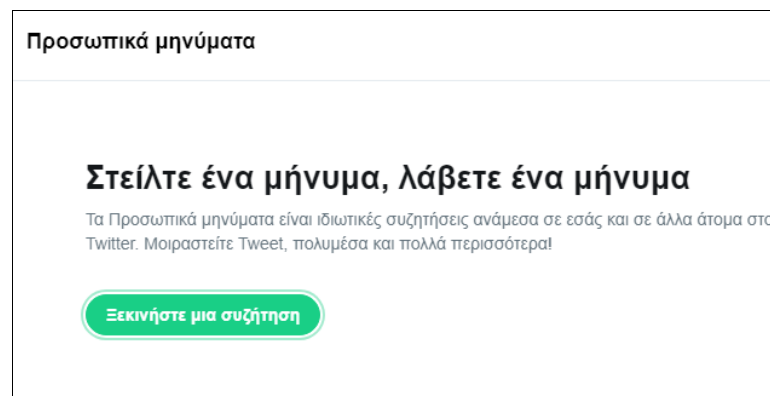 Προσωπικά μηνύματα
Στείλτε ένα μήνυμα, λάβετε ένα μήνυμα
Τα Προσωπικά μηνύματα είναι ιδιωτικές συζητήσεις ανάμεσα σε εσάς και σε άλλα άτομα στο
Twitter. Μοιραστείτε Tweet, πολυμέσα και πολλά περισσότερα!
Ξεκινήστε μια συζήτηση